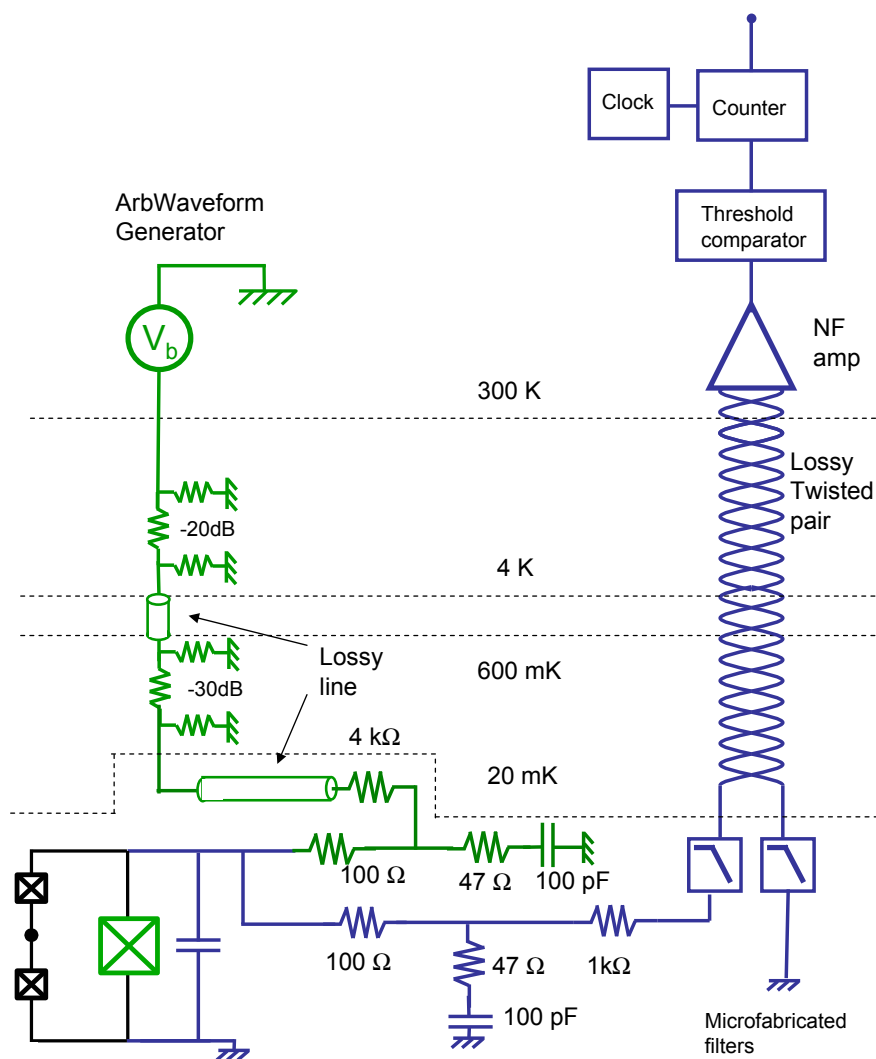 Clock
Counter
ArbWaveform
Generator
Threshold
comparator
V_b
NF
amp
300 K
Lossy
Twisted
pair
-20dB
4 K
Lossy
line
600 mK
-30dB
4 kΩ
20 mK
100 Ω
47 Ω
100 pF
100 Ω
47 Ω
1kΩ
100 pF
Microfabricated
filters